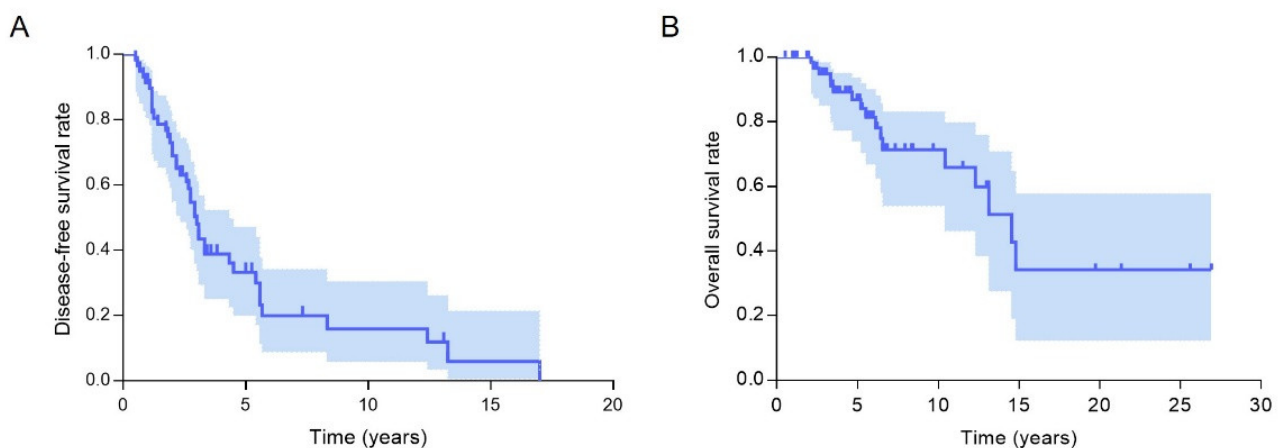 A
Disease-free survival rate
1.0
0.8
0.6
0.4
0.2
0.0
0 5 10 15 20
Time (years)
B
Overall survival rate
1.0
0.8
0.6
0.4
0.2
0.0
0 5 10 15 20 25 30
Time (years)